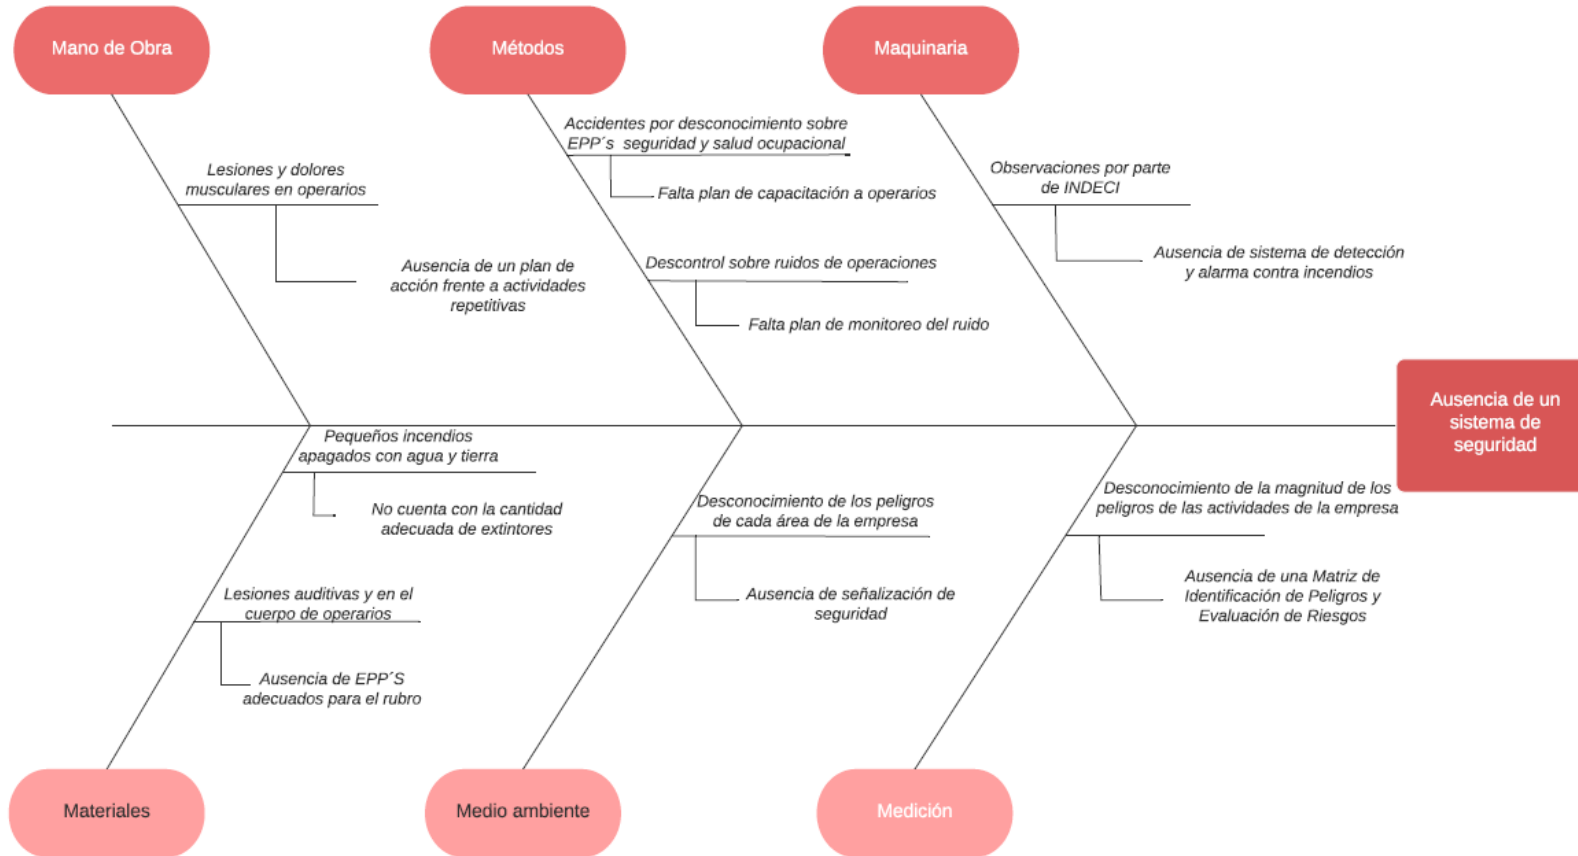 Mano de Obra
Métodos
Maquinaria
Lesiones y dolores
musculares en operarios
Ausencia de un plan de
acción frente a actividades
repetitivas
Accidentes por desconocimiento sobre
EPP´s seguridad y salud ocupacional
Falta plan de capacitación a operarios
Descontrol sobre ruidos de operaciones
Falta plan de monitoreo del ruido
Observaciones por parte
de INDECI
Ausencia de sistema de detección
y alarma contra incendios
Ausencia de un
sistema de
seguridad
Pequeños incendios
apagados con agua y tierra
No cuenta con la cantidad
adecuada de extintores
Lesiones auditivas y en el
cuerpo de operarios
Ausencia de EPP´S
adecuados para el rubro
Desconocimiento de los peligros
de cada área de la empresa
Ausencia de señalización de
seguridad
Desconocimiento de la magnitud de los
peligros de las actividades de la empresa
Ausencia de una Matriz de
Identificación de Peligros y
Evaluación de Riesgos
Materiales
Medio ambiente
Medición